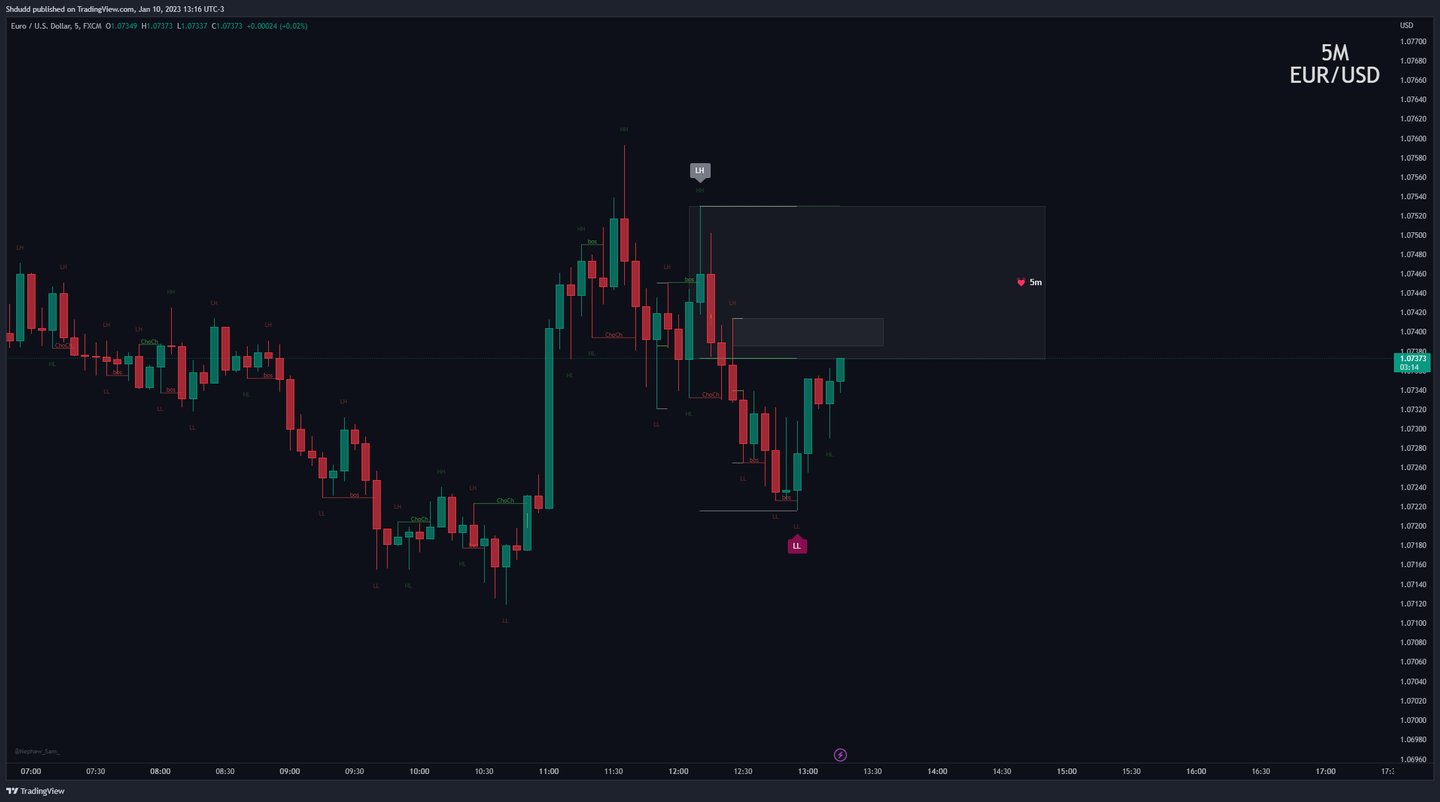 Shdudd published on TradingView.com, Jan 10, 2023 13:16 UTC-3
Euro / U.S. Dollar, 5, FXCM O1.07349 H1.07373 L1.07337 C1.07373 +0.00024 (+0.02%)
USD
5M
EUR/USD
1.07700
1.07680
1.07660
1.07640
1.07620
1.07600
1.07580
1.07560
1.07540
1.07520
1.07500
1.07480
1.07460
1.07440
1.07420
1.07400
1.07380
1.07373
03:14
1.07340
1.07320
1.07300
1.07280
1.07260
1.07240
1.07220
1.07200
1.07180
1.07160
1.07140
1.07120
1.07100
1.07080
1.07060
1.07040
1.07020
1.07000
1.06980
1.06960
HH
LH
HH
5m
HH
bos
LH
bos
LH
LH
LH
HH
LH
LH
LH
LH
ChoCh
ChoCh
ChoCh
HL
bos
bos
bos
HL
HL
HL
LL
LL
LL
HL
ChoCh
LH
LL
HL
HL
bos
bos
LL
HH
LH
LH
ChoCh
ChoCh
bos
LL
LL
LL
LL
HL
HL
LL
LL
bos
@Nephew_Sam_
07:00 07:30 08:00 08:30 09:00 09:30 10:00 10:30 11:00 11:30 12:00 12:30 13:00 13:30 14:00 14:30 15:00 15:30 16:00 16:30 17:00
TradingView